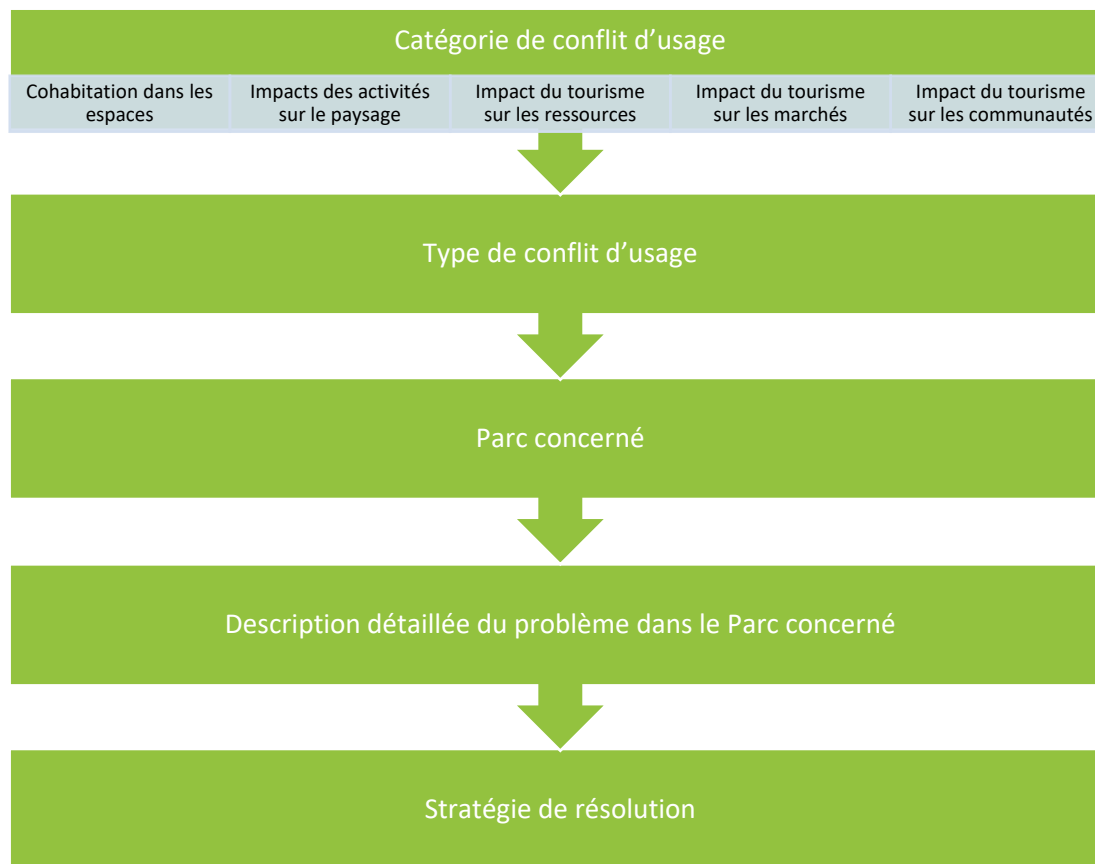 Catégorie de conflit d’usage
Cohabitation dans les
espaces
Impacts des activités
sur le paysage
Impact du tourisme
sur les ressources
Impact du tourisme
sur les marchés
Impact du tourisme
sur les communautés
Type de conflit d’usage
Parc concerné
Description détaillée du problème dans le Parc concerné
Stratégie de résolution